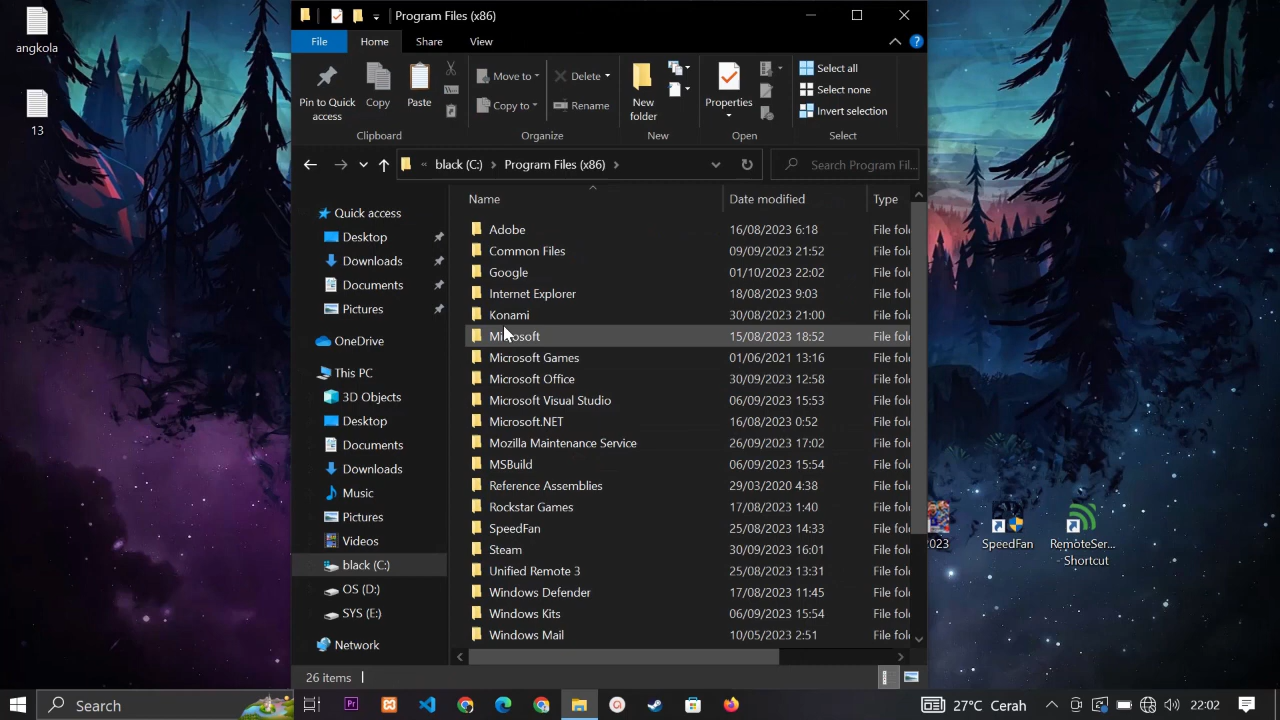 angkola
13
Program Files (x86)
File
Home
Share
View
Pin to Quick access
Copy
Paste
Move to
Copy to
Delete
Rename
New folder
Properties
Select all
Select none
Invert selection
Clipboard
Organize
New
Open
Select
« black (C:) > Program Files (x86) >
Search Program Fil...
Quick access
Desktop
Downloads
Documents
Pictures
OneDrive
This PC
3D Objects
Desktop
Documents
Downloads
Music
Pictures
Videos
black (C:)
OS (D:)
SYS (E:)
Network
Name Date modified Type
Adobe 16/08/2023 6:18 File fol
Common Files 09/09/2023 21:52 File fol
Google 01/10/2023 22:02 File fol
Internet Explorer 18/08/2023 9:03 File fol
Konami 30/08/2023 21:00 File fol
Microsoft 15/08/2023 18:52 File fol
Microsoft Games 01/06/2021 13:16 File fol
Microsoft Office 30/09/2023 12:58 File fol
Microsoft Visual Studio 06/09/2023 15:53 File fol
Microsoft.NET 16/08/2023 0:52 File fol
Mozilla Maintenance Service 26/09/2023 17:02 File fol
MSBuild 06/09/2023 15:54 File fol
Reference Assemblies 29/03/2020 4:38 File fol
Rockstar Games 17/08/2023 1:40 File fol
SpeedFan 25/08/2023 14:33 File fol
Steam 30/09/2023 16:01 File fol
Unified Remote 3 25/08/2023 13:31 File fol
Windows Defender 17/08/2023 11:45 File fol
Windows Kits 06/09/2023 15:54 File fol
Windows Mail 10/05/2023 2:51 File fol
26 items
2023
SpeedFan
RemoteSer...
- Shortcut
Search
Pr
27°C Cerah
22:02